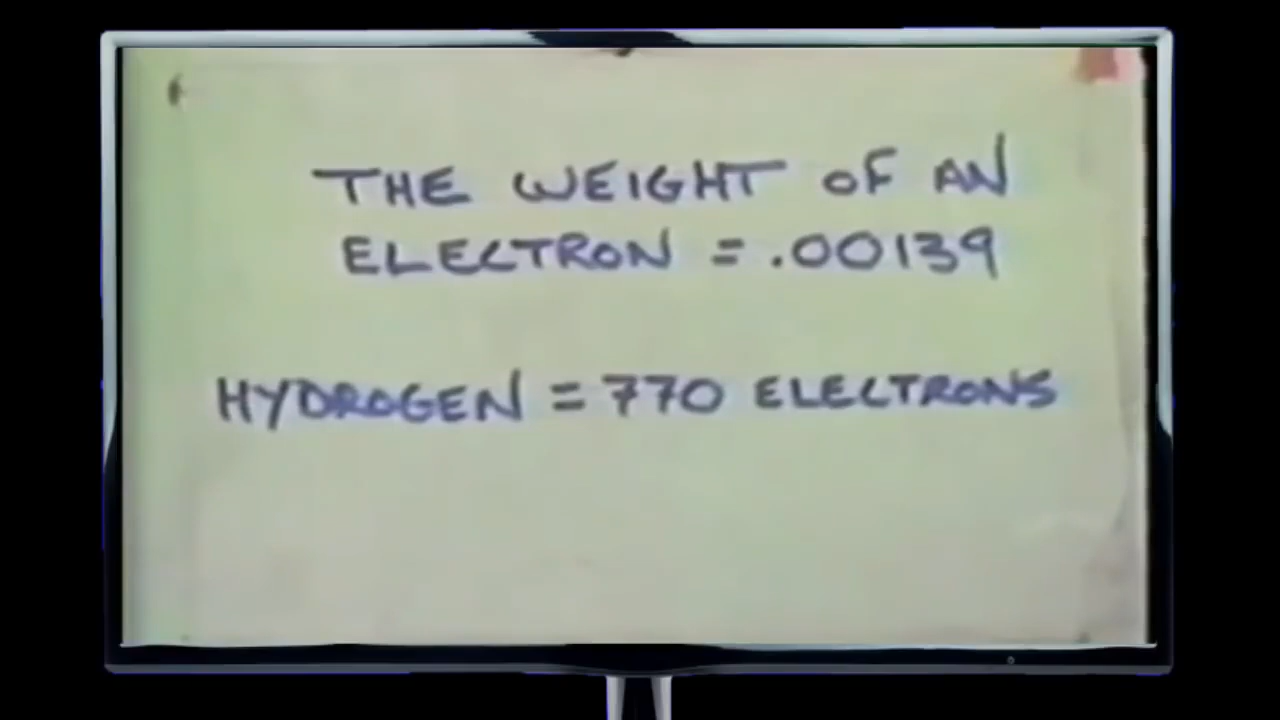 THE WEIGHT OF AN
ELECTRON = .00139
HYDROGEN = 770 ELECTRONS